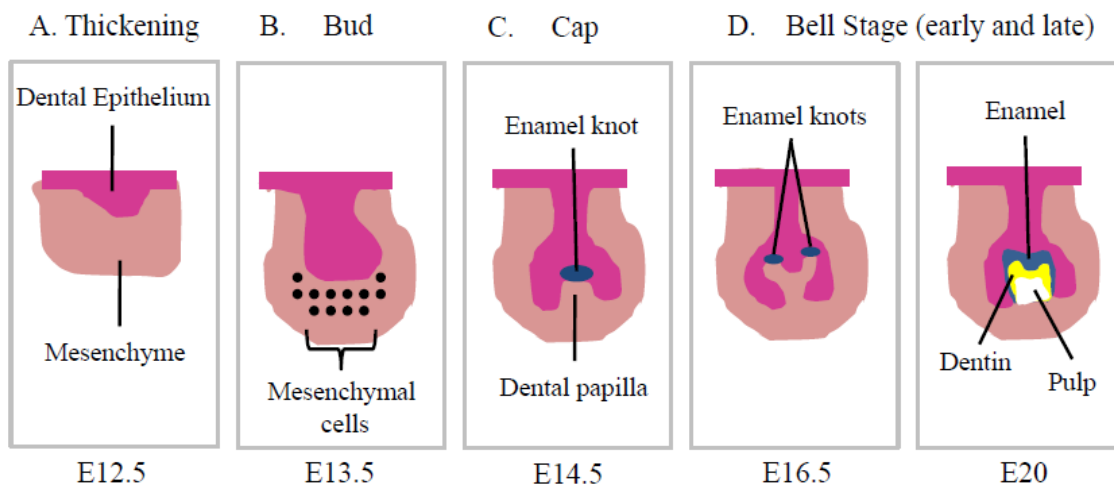 A. Thickening
B. Bud
C. Cap
D. Bell Stage (early and late)
Dental Epithelium
Mesenchyme
E12.5
Mesenchymal
cells
E13.5
Enamel knot
Dental papilla
E14.5
Enamel knots
E16.5
Enamel
Dentin
Pulp
E20